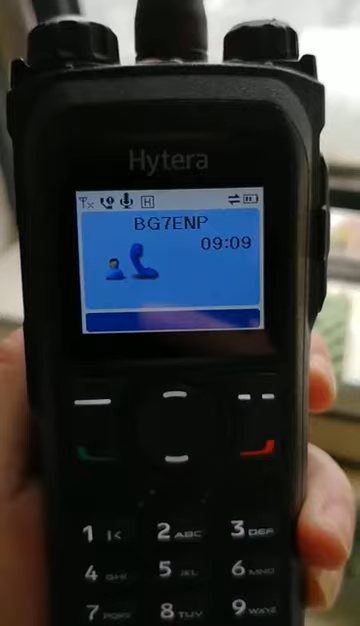 Hytera
Tx H
BG7ENP
09:09
1 2 ABC 3 DEF
4 GHI 5 JKL 6 MNO
7 PQRS 8 TUV 9 WXYZ